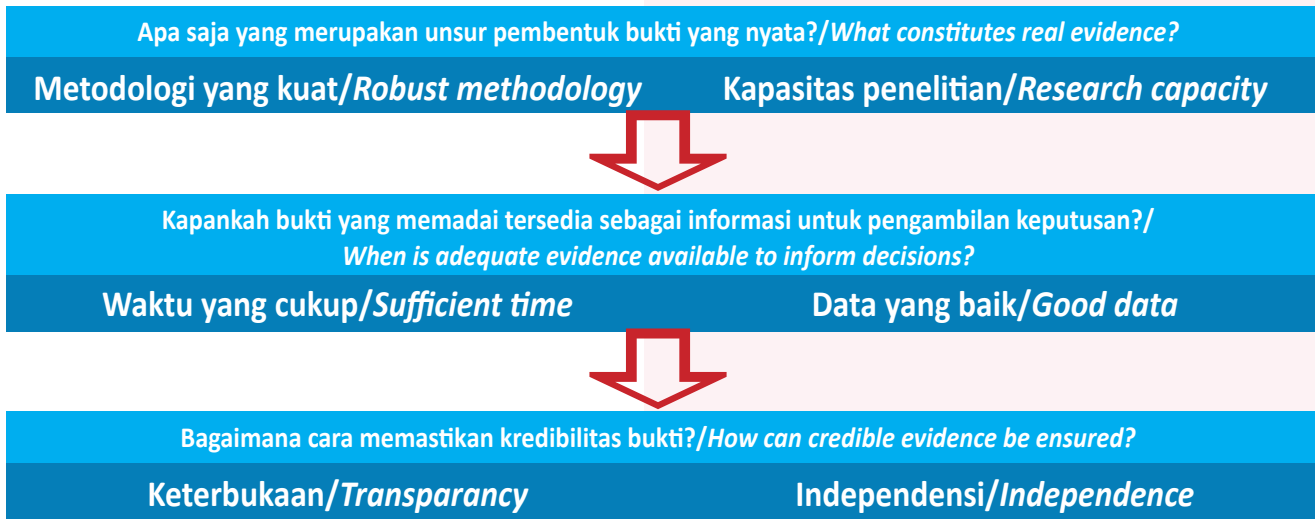 Apa saja yang merupakan unsur pembentuk bukti yang nyata?/What constitutes real evidence?
Metodologi yang kuat/Robust methodology
Kapasitas penelitian/Research capacity
Kapankah bukti yang memadai tersedia sebagai informasi untuk pengambilan keputusan?/
When is adequate evidence available to inform decisions?
Waktu yang cukup/Sufficient time
Data yang baik/Good data
Bagaimana cara memastikan kredibilitas bukti?/How can credible evidence be ensured?
Keterbukaan/Transparancy
Independensi/Independence